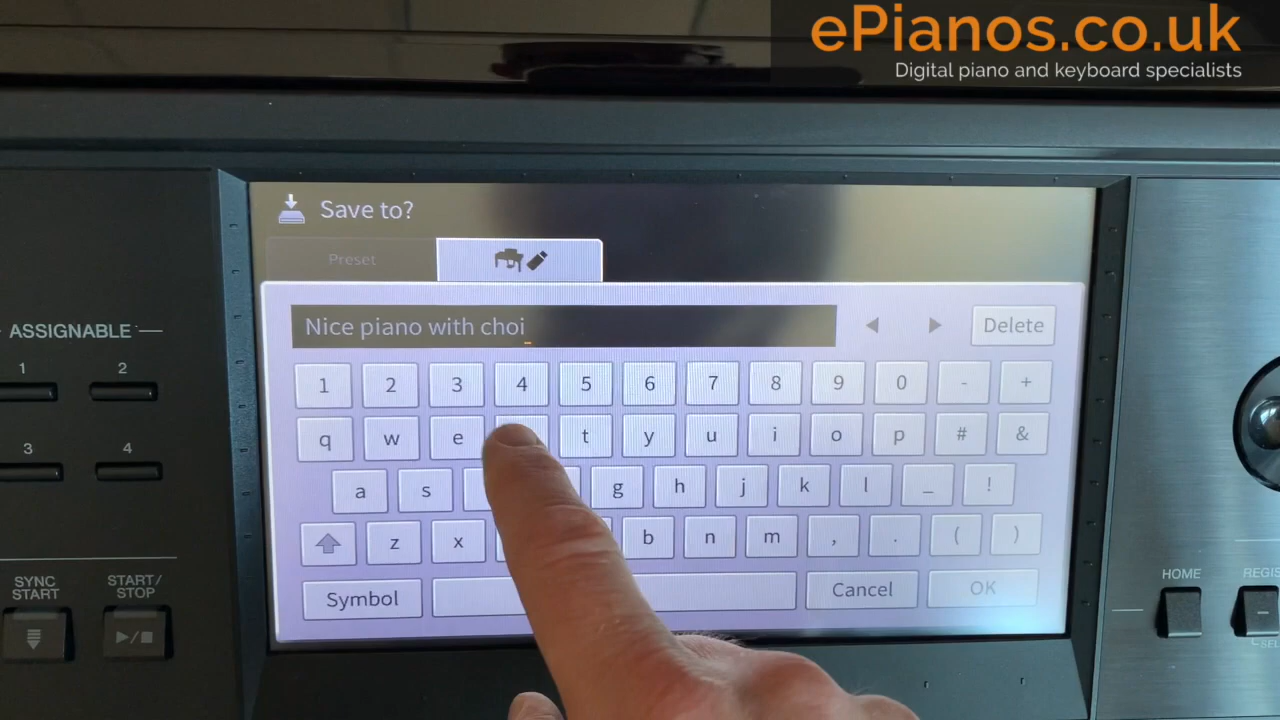 ePianos.co.uk
Digital piano and keyboard specialists
Save to?
Preset
Nice piano with choi
Delete
1 2 3 4 5 6 7 8 9 0 - +
q w e t y u i o p # &
a s g h j k l _ !
z x b n m , . ( )
Symbol Cancel OK
ASSIGNABLE
1 2
3 4
SYNC START
START/ STOP
HOME
REGIS